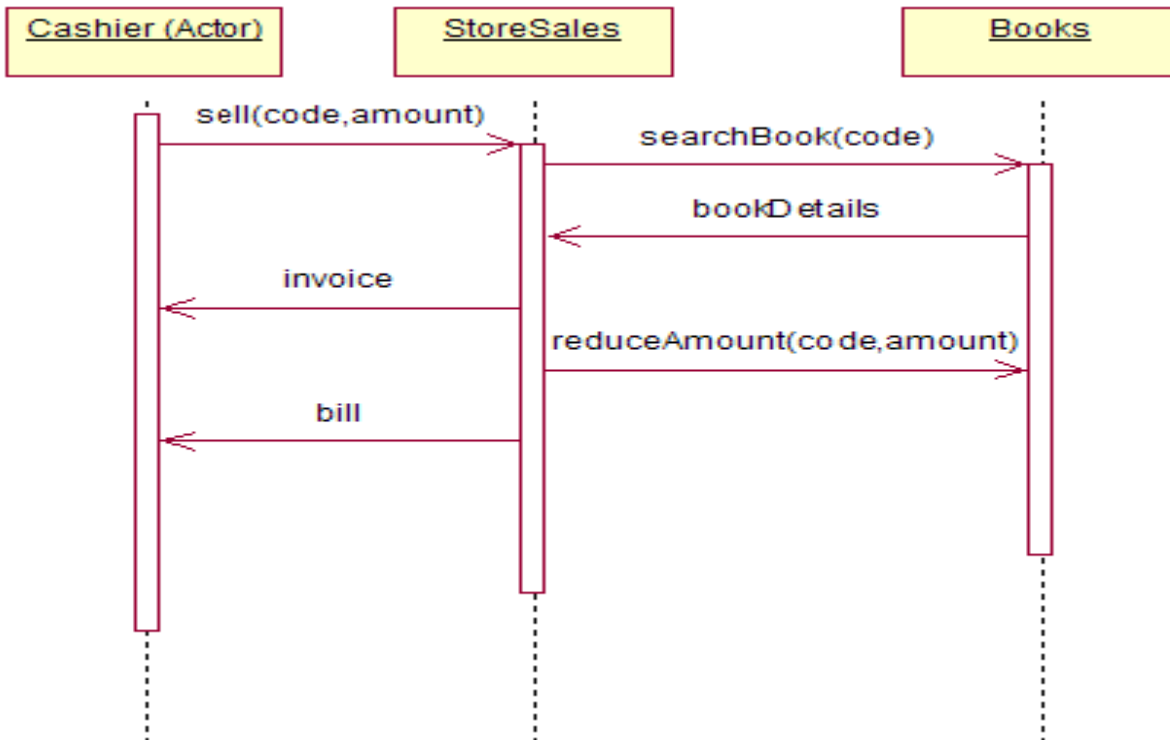 Cashier (Actor)
StoreSales
Books
sell(code,amount)
searchBook(code)
bookDetails
invoice
reduceAmount(code,amount)
bill